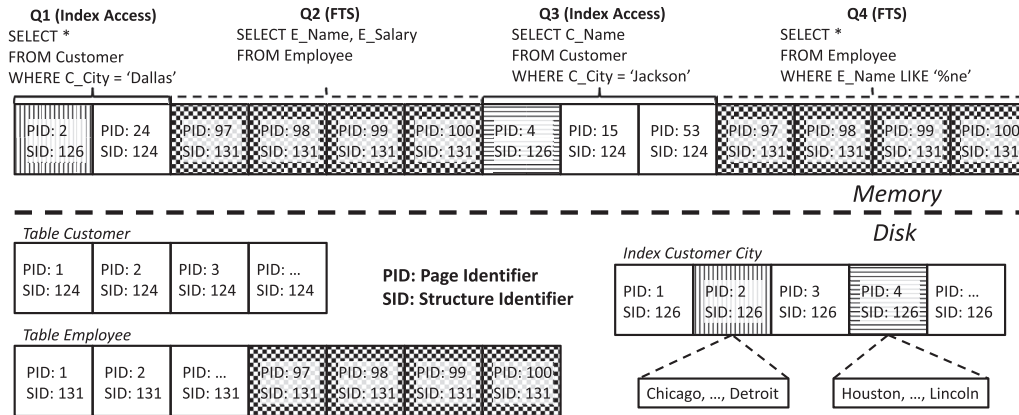 Q1 (Index Access)
SELECT *
FROM Customer
WHERE C_City = ‘Dallas’
Q2 (FTS)
SELECT E_Name, E_Salary
FROM Employee
Q3 (Index Access)
SELECT C_Name
FROM Customer
WHERE C_City = ‘Jackson’
Q4 (FTS)
SELECT *
FROM Employee
WHERE E_Name LIKE ‘%ne’
PID: 2 PID: 24 PID: 97 PID: 98 PID: 99 PID: 100 PID: 4 PID: 15 PID: 53 PID: 97 PID: 98 PID: 99 PID: 100
SID: 126 SID: 124 SID: 131 SID: 131 SID: 131 SID: 131 SID: 126 SID: 124 SID: 124 SID: 131 SID: 131 SID: 131 SID: 131
Memory
Disk
Table Customer
PID: 1 PID: 2 PID: 3 PID: ...
SID: 124 SID: 124 SID: 124 SID: 124
PID: Page Identifier
SID: Structure Identifier
Index Customer City
PID: 1 PID: 2 PID: 3 PID: 4 PID: ...
SID: 126 SID: 126 SID: 126 SID: 126 SID: 126
Chicago, ..., Detroit
Houston, ..., Lincoln
Table Employee
PID: 1 PID: 2 PID: ... PID: 97 PID: 98 PID: 99 PID: 100
SID: 131 SID: 131 SID: 131 SID: 131 SID: 131 SID: 131 SID: 131